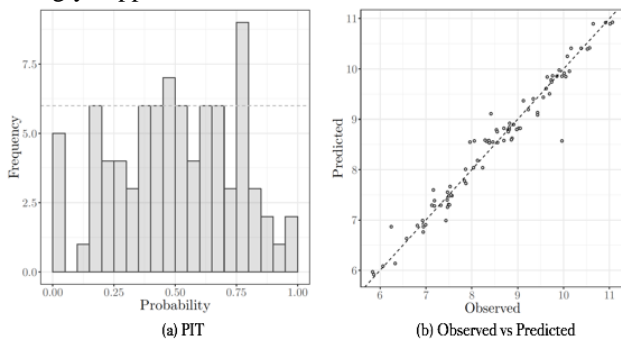 Frequency
7.5
5.0
2.5
0.0
0.00 0.25 0.50 0.75 1.00
Probability
(a) PIT
Predicted
11
10
9
8
7
6
6 7 8 9 10 11
Observed
(b) Observed vs Predicted